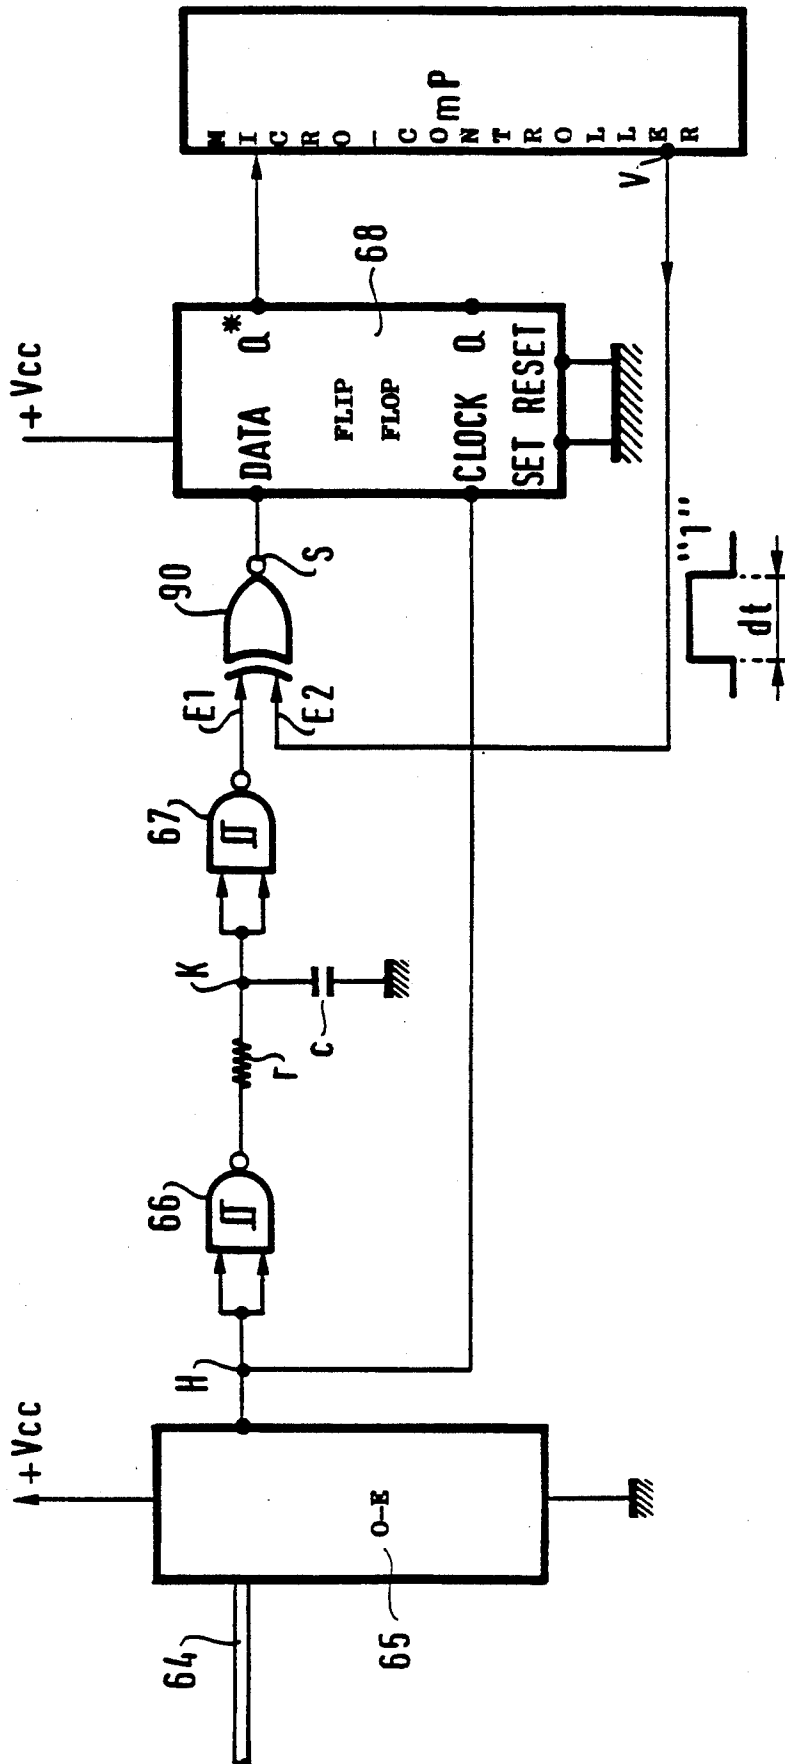 64
65
O-E
+Vcc
H
66
r
K
c
67
E1
E2
90
S
+Vcc
DATA
Q*
FLIP
FLOP
68
CLOCK
Q
SET RESET
"1"
dt
V
MICRO-CONTROLLER
mP